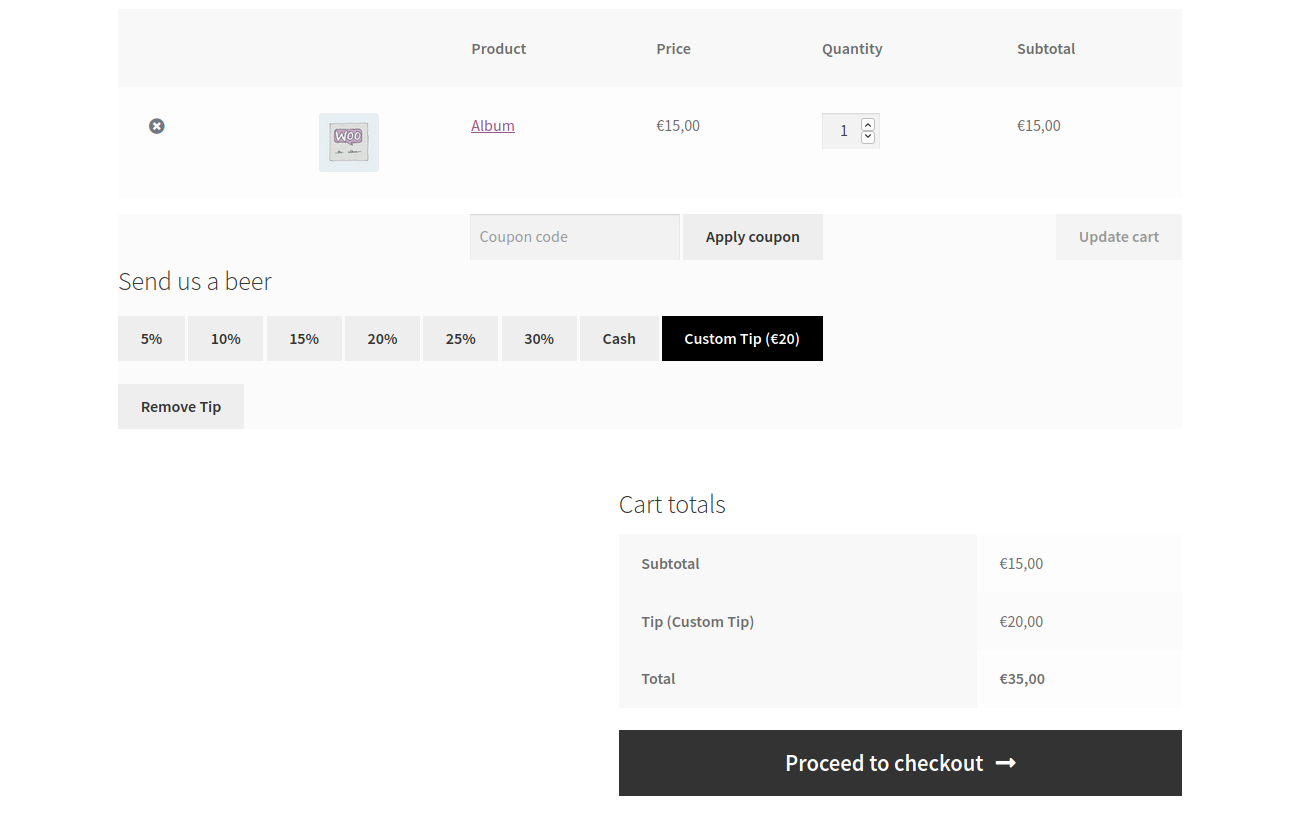 Product Price Quantity Subtotal
WOO
Album €15,00 1 €15,00
Coupon code Apply coupon Update cart
Send us a beer
5% 10% 15% 20% 25% 30% Cash Custom Tip (€20)
Remove Tip
Cart totals
Subtotal €15,00
Tip (Custom Tip) €20,00
Total €35,00
Proceed to checkout →